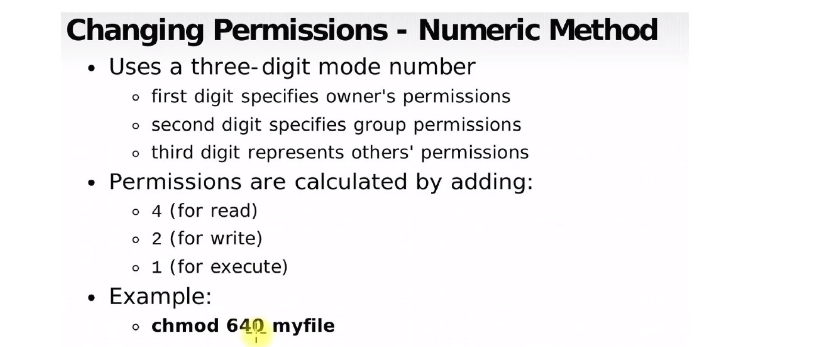 Changing Permissions - Numeric Method
• Uses a three-digit mode number
∘ first digit specifies owner's permissions
∘ second digit specifies group permissions
∘ third digit represents others' permissions
• Permissions are calculated by adding:
∘ 4 (for read)
∘ 2 (for write)
∘ 1 (for execute)
• Example:
∘ chmod 640 myfile